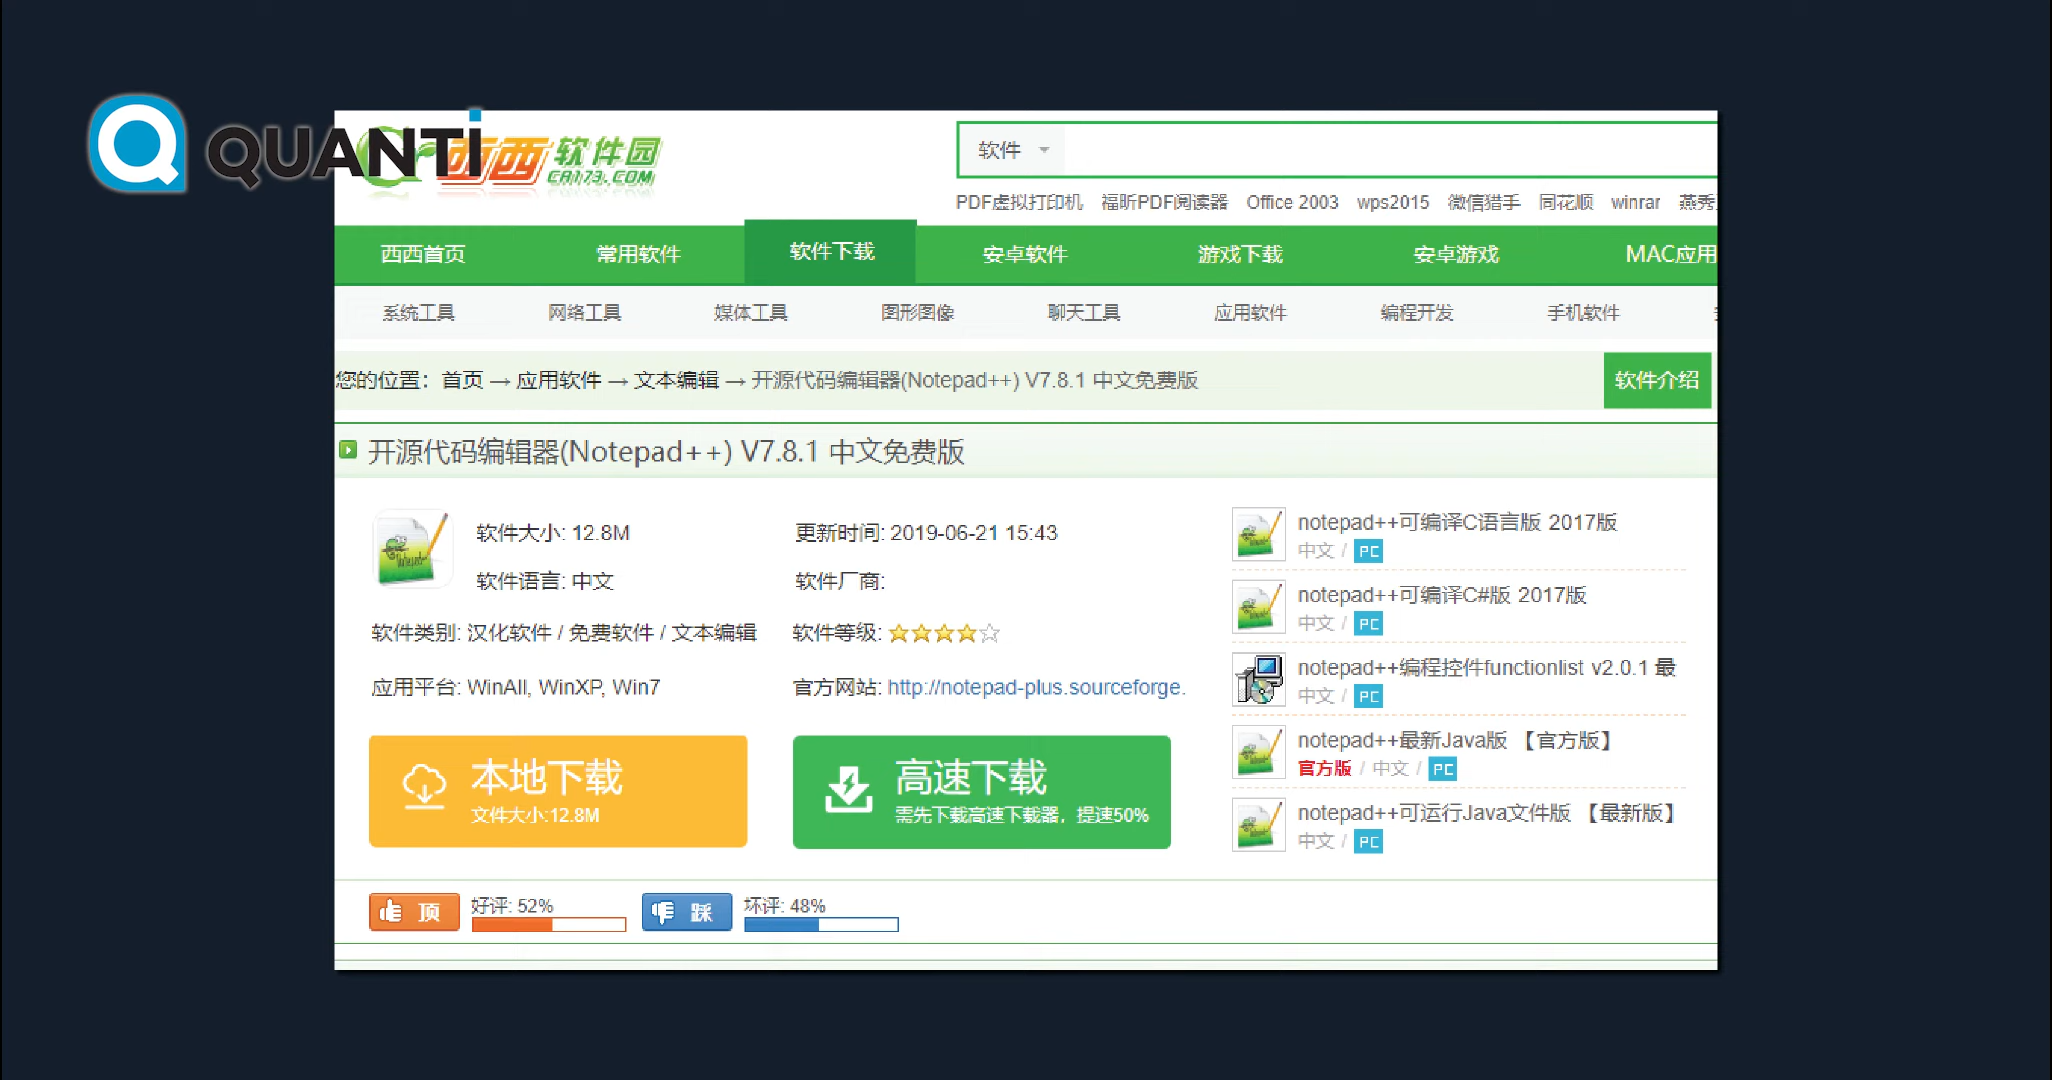 QUANTi
西西软件园
CR173.COM
软件
PDF虚拟打印机 福昕PDF阅读器 Office 2003 wps2015 微信猎手 同花顺 winrar 燕秀
西西首页 常用软件 软件下载 安卓软件 游戏下载 安卓游戏 MAC应用
系统工具 网络工具 媒体工具 图形图像 聊天工具 应用软件 编程开发 手机软件
您的位置：首页→应用软件→文本编辑→开源代码编辑器(Notepad++) V7.8.1 中文免费版
软件介绍
开源代码编辑器(Notepad++) V7.8.1 中文免费版
软件大小: 12.8M 更新时间: 2019-06-21 15:43
软件语言: 中文 软件厂商:
软件类别: 汉化软件 / 免费软件 / 文本编辑 软件等级:
应用平台: WinAll, WinXP, Win7 官方网站: http://notepad-plus.sourceforge.
本地下载
文件大小:12.8M
高速下载
需先下载高速下载器，提速50%
notepad++可编译C语言版 2017版
中文 / PC
notepad++可编译C#版 2017版
中文 / PC
notepad++编程控件functionlist v2.0.1 最
中文 / PC
notepad++最新Java版 【官方版】
官方版 / 中文 / PC
notepad++可运行Java文件版 【最新版】
中文 / PC
顶 好评: 52% 踩 坏评: 48%